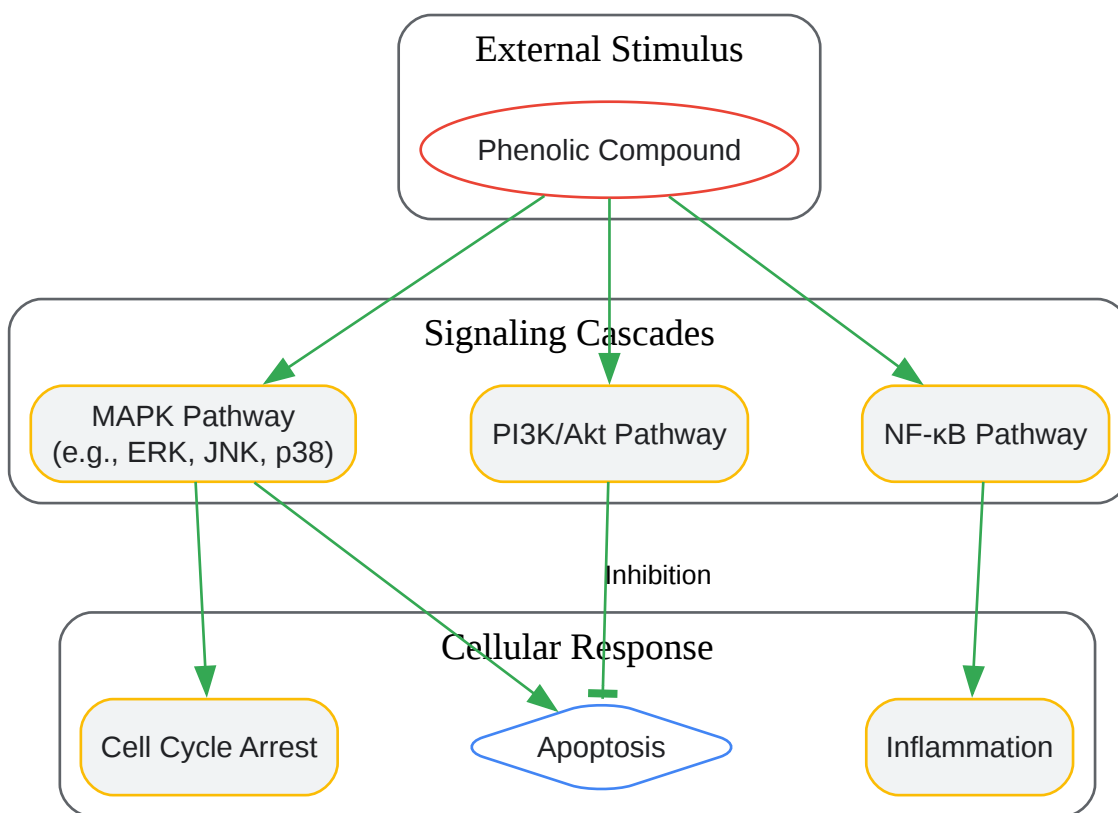 External Stimulus
Phenolic Compound
Signaling Cascades
MAPK Pathway
(e.g., ERK, JNK, p38)
PI3K/Akt Pathway
NF-κB Pathway
Inhibition
Cellular Response
Cell Cycle Arrest
Apoptosis
Inflammation